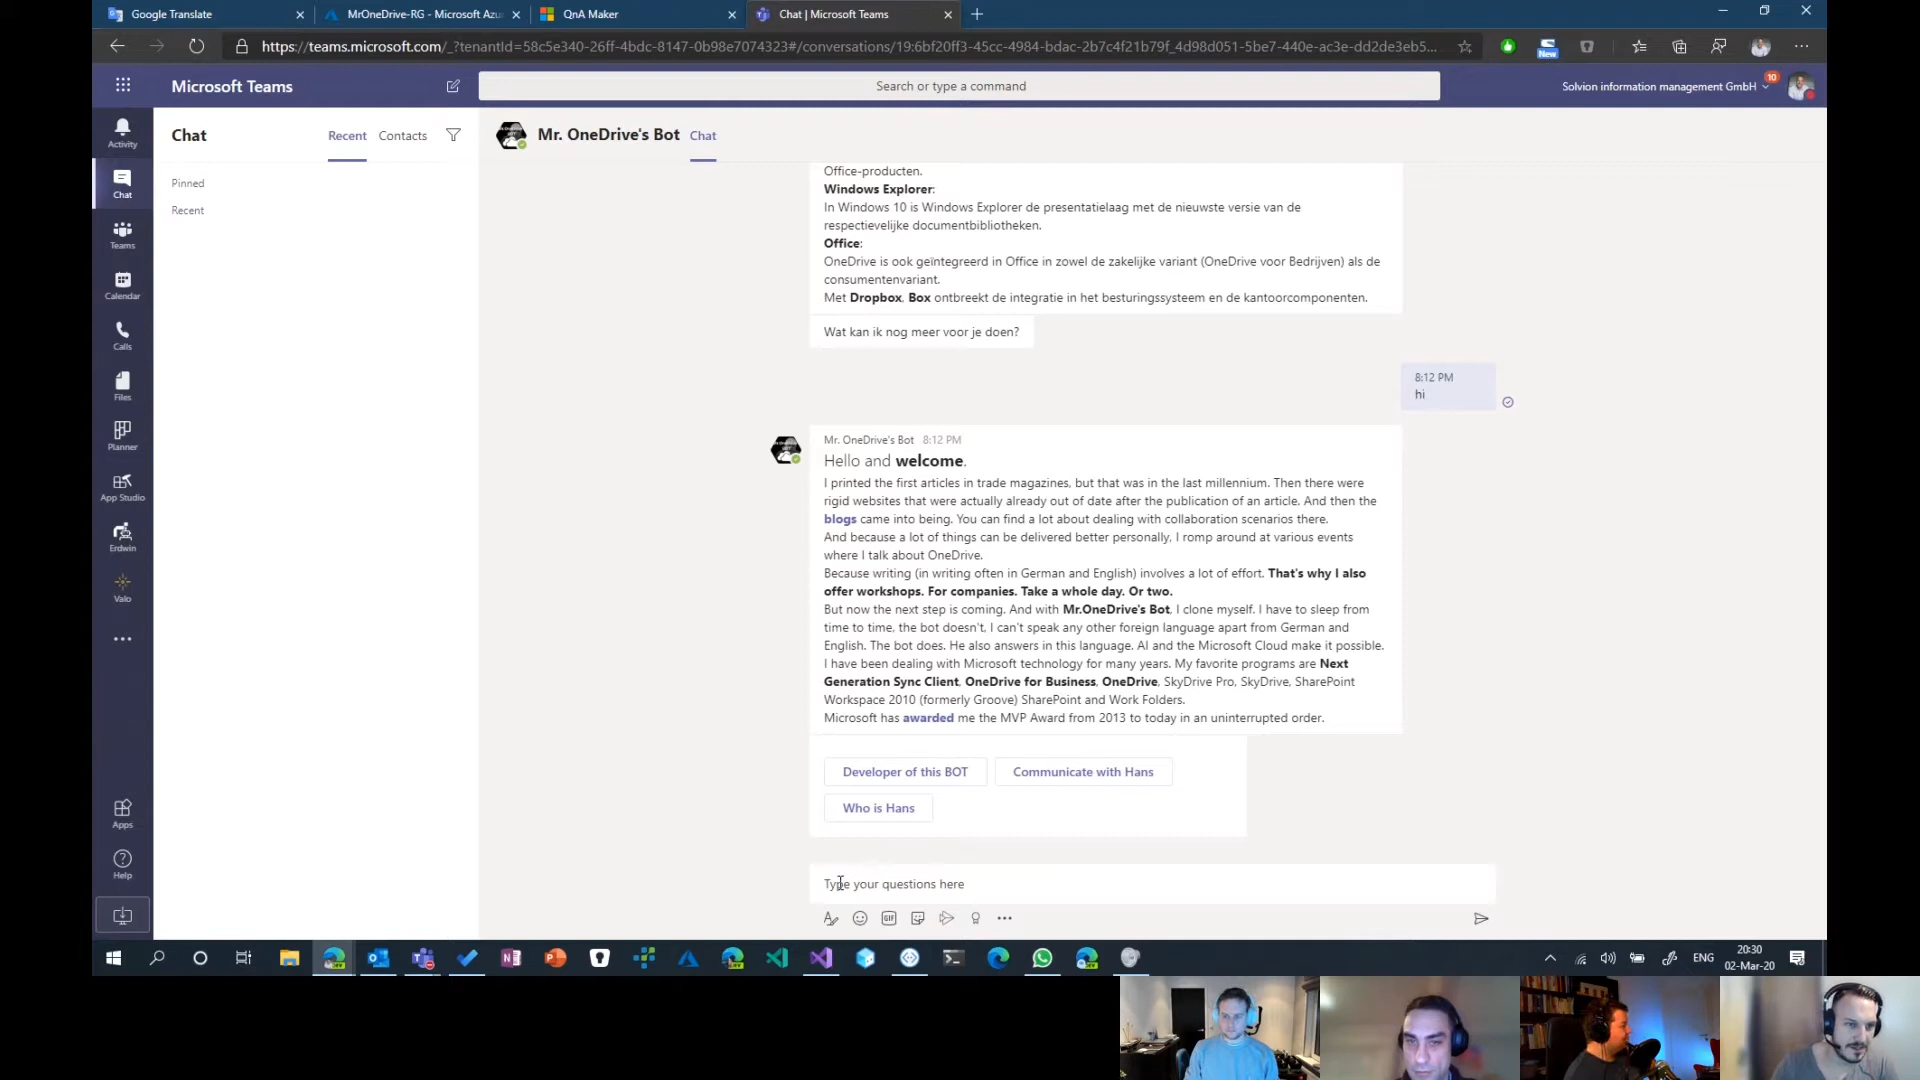 Google Translate
MrOneDrive-RG - Microsoft Azu
QnA Maker
Chat | Microsoft Teams
https://teams.microsoft.com/_?tenantId=58c5e340-26ff-4bdc-8147-0b98e7074323#/conversations/19:6bf20ff3-45cc-4984-bdac-2b7c4f21b79f_4d98d051-5be7-440e-ac3e-dd2de3eb5...
New
Microsoft Teams
Search or type a command
Solvion information management GmbH
10
Activity
Chat
Teams
Calendar
Calls
Files
Planner
App Studio
Erdwin
Valo
Apps
Help
Chat
Recent
Contacts
Pinned
Recent
Mr. OneDrive's Bot
Chat
Office-producten.
Windows Explorer:
In Windows 10 is Windows Explorer de presentatielaag met de nieuwste versie van de
respectievelijke documentbibliotheken.
Office:
OneDrive is ook geïntegreerd in Office in zowel de zakelijke variant (OneDrive voor Bedrijven) als de
consumentenvariant.
Met Dropbox, Box ontbreekt de integratie in het besturingssysteem en de kantoorcomponenten.
Wat kan ik nog meer voor je doen?
8:12 PM
hi
Mr. OneDrive's Bot 8:12 PM
Hello and welcome.
I printed the first articles in trade magazines, but that was in the last millennium. Then there were
rigid websites that were actually already out of date after the publication of an article. And then the
blogs came into being. You can find a lot about dealing with collaboration scenarios there.
And because a lot of things can be delivered better personally, I romp around at various events
where I talk about OneDrive.
Because writing (in writing often in German and English) involves a lot of effort. That's why I also
offer workshops. For companies. Take a whole day. Or two.
But now the next step is coming. And with Mr.OneDrive's Bot, I clone myself. I have to sleep from
time to time, the bot doesn't, I can't speak any other foreign language apart from German and
English. The bot does. He also answers in this language. AI and the Microsoft Cloud make it possible.
I have been dealing with Microsoft technology for many years. My favorite programs are Next
Generation Sync Client, OneDrive for Business, OneDrive, SkyDrive Pro, SkyDrive, SharePoint
Workspace 2010 (formerly Groove) SharePoint and Work Folders.
Microsoft has awarded me the MVP Award from 2013 to today in an uninterrupted order.
Developer of this BOT
Communicate with Hans
Who is Hans
Type your questions here
GIF
ENG
20:30
02-Mar-20